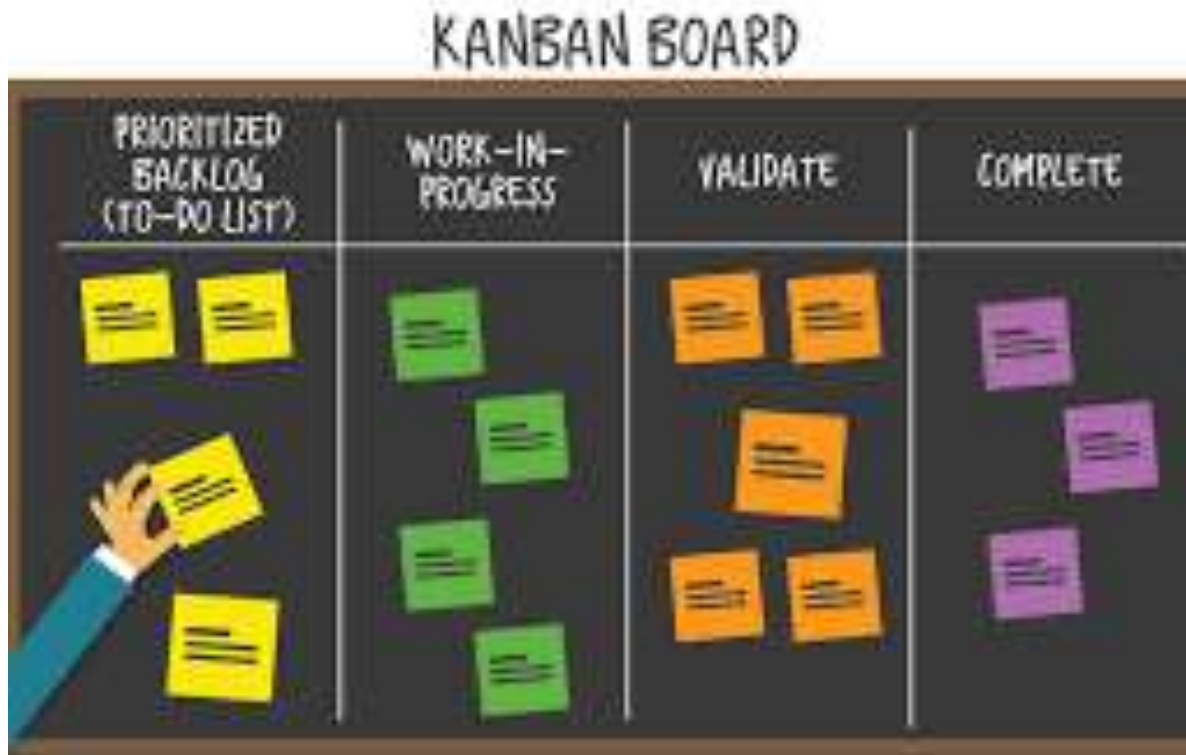 KANBAN BOARD
PRIORITIZED
BACKLOG
(TO-DO LIST)
WORK-IN-
PROGRESS
VALIDATE
COMPLETE